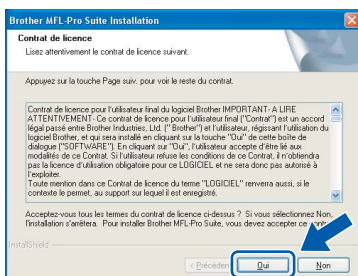 Brother MFL-Pro Suite Installation
Contrat de licence
Lisez attentivement le contrat de licence suivant.
Appuyez sur la touche Page suiv. pour voir le reste du contrat.
Contrat de licence pour l'utilisateur final du logiciel Brother IMPORTANT- A LIRE
ATTENTIVEMENT- Ce contrat de licence pour l'utilisateur final ("Contrat") est un accord
légal passé entre Brother Industries, Ltd. (" Brother") et l'utilisateur, régissant l'utilisation du
logiciel Brother, et qui sera installé en cliquant sur la touche "Oui" de cette boîte de
dialogue ("SOFTWARE"). En cliquant sur "Oui", l'utilisateur accepte d'être lié aux
modalités de ce Contrat. Si l'utilisateur refuse les conditions de ce Contrat, il n'obtiendra
pas la licence d'utilisation obligatoire pour ce LOGICIEL et ne sera donc pas autorisé à
l'exploiter.
Toute mention dans ce Contrat de licence du terme "LOGICIEL" renverra aussi, si le
contexte le permet, au support sur lequel il est enregistré.
Acceptez-vous tous les termes du contrat de licence ci-dessus ? Si vous sélectionnez Non,
l'installation s'arrêtera. Pour installer Brother MFL-Pro Suite, vous devez accepter ce
InstallShield
< Précéden
Oui
Non